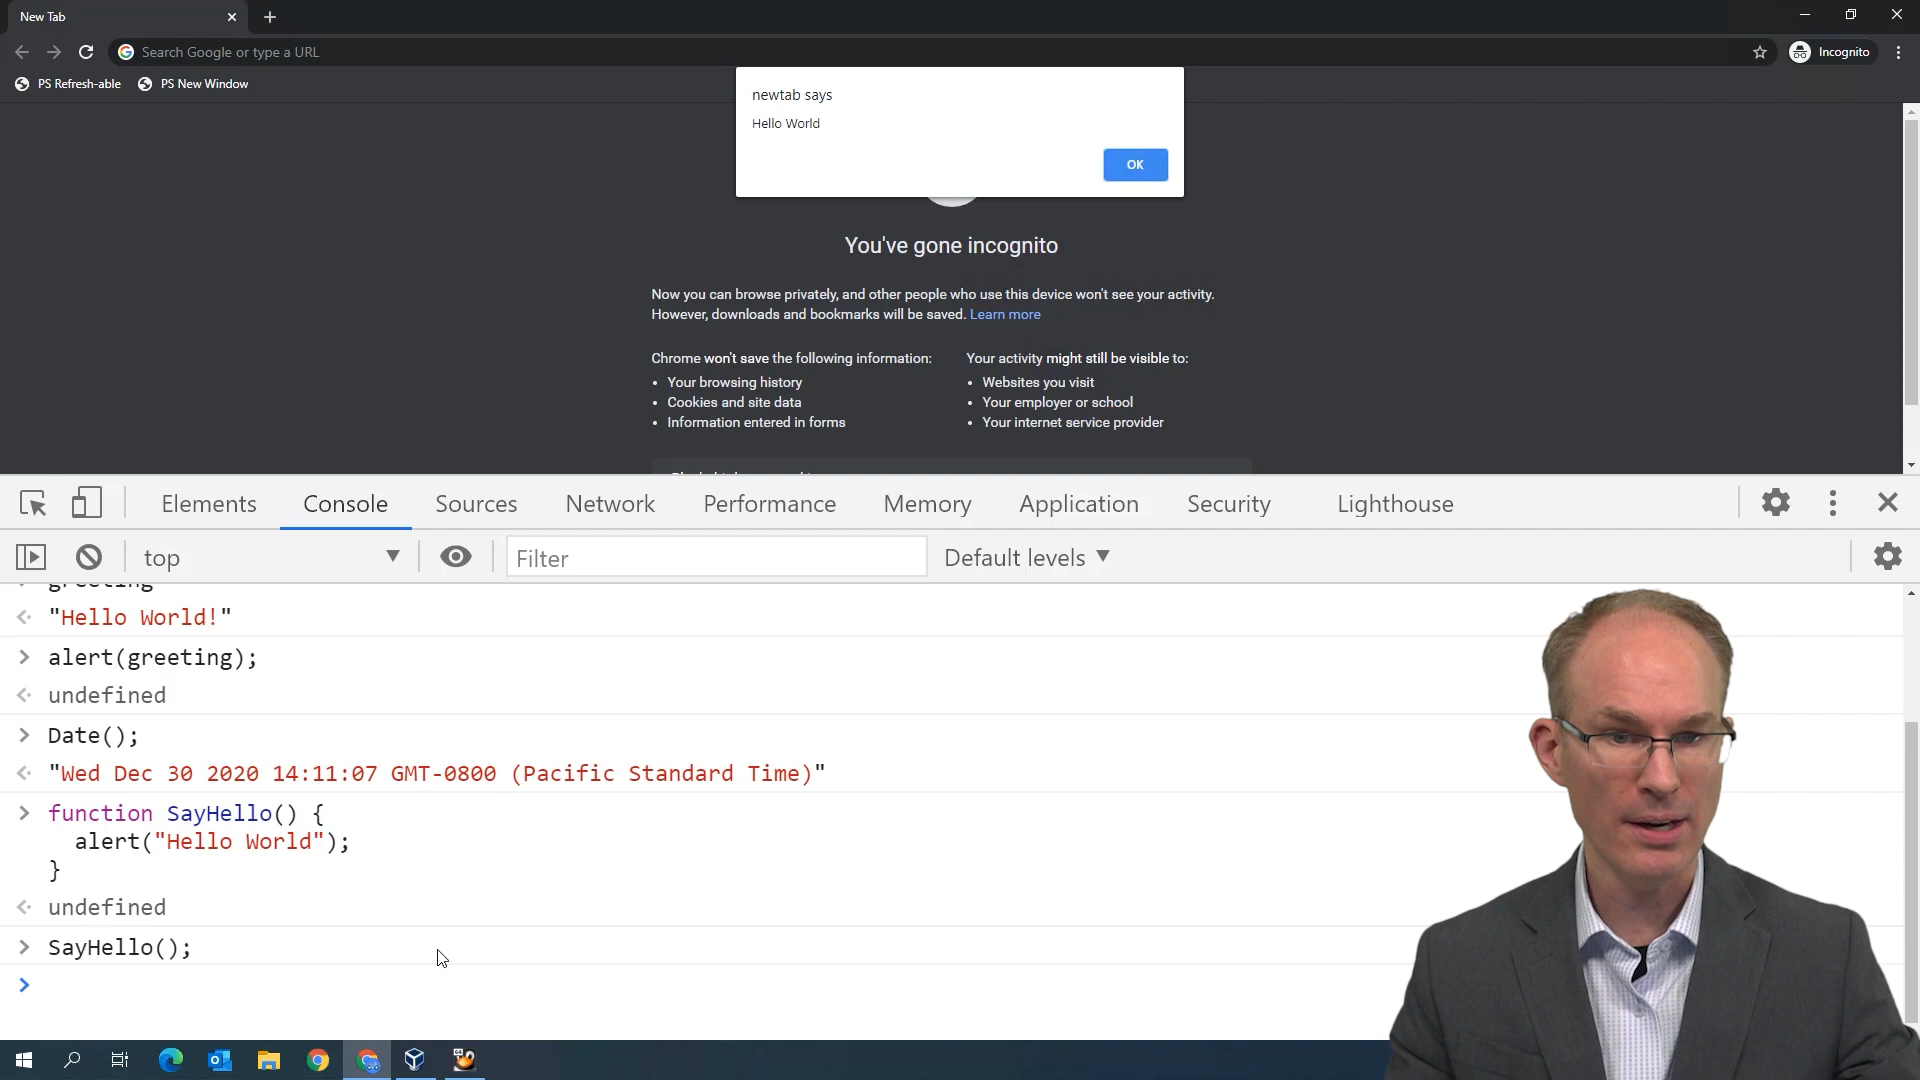 New Tab
Search Google or type a URL
Incognito
PS Refresh-able
PS New Window
newtab says
Hello World
OK
You've gone incognito
Now you can browse privately, and other people who use this device won't see your activity.
However, downloads and bookmarks will be saved. Learn more
Chrome won't save the following information:
• Your browsing history
• Cookies and site data
• Information entered in forms
Your activity might still be visible to:
• Websites you visit
• Your employer or school
• Your internet service provider
Elements
Console
Sources
Network
Performance
Memory
Application
Security
Lighthouse
top
Filter
Default levels
greeting
"Hello World!"
alert(greeting);
undefined
Date();
"Wed Dec 30 2020 14:11:07 GMT-0800 (Pacific Standard Time)"
function SayHello() {
alert("Hello World");
}
undefined
SayHello();